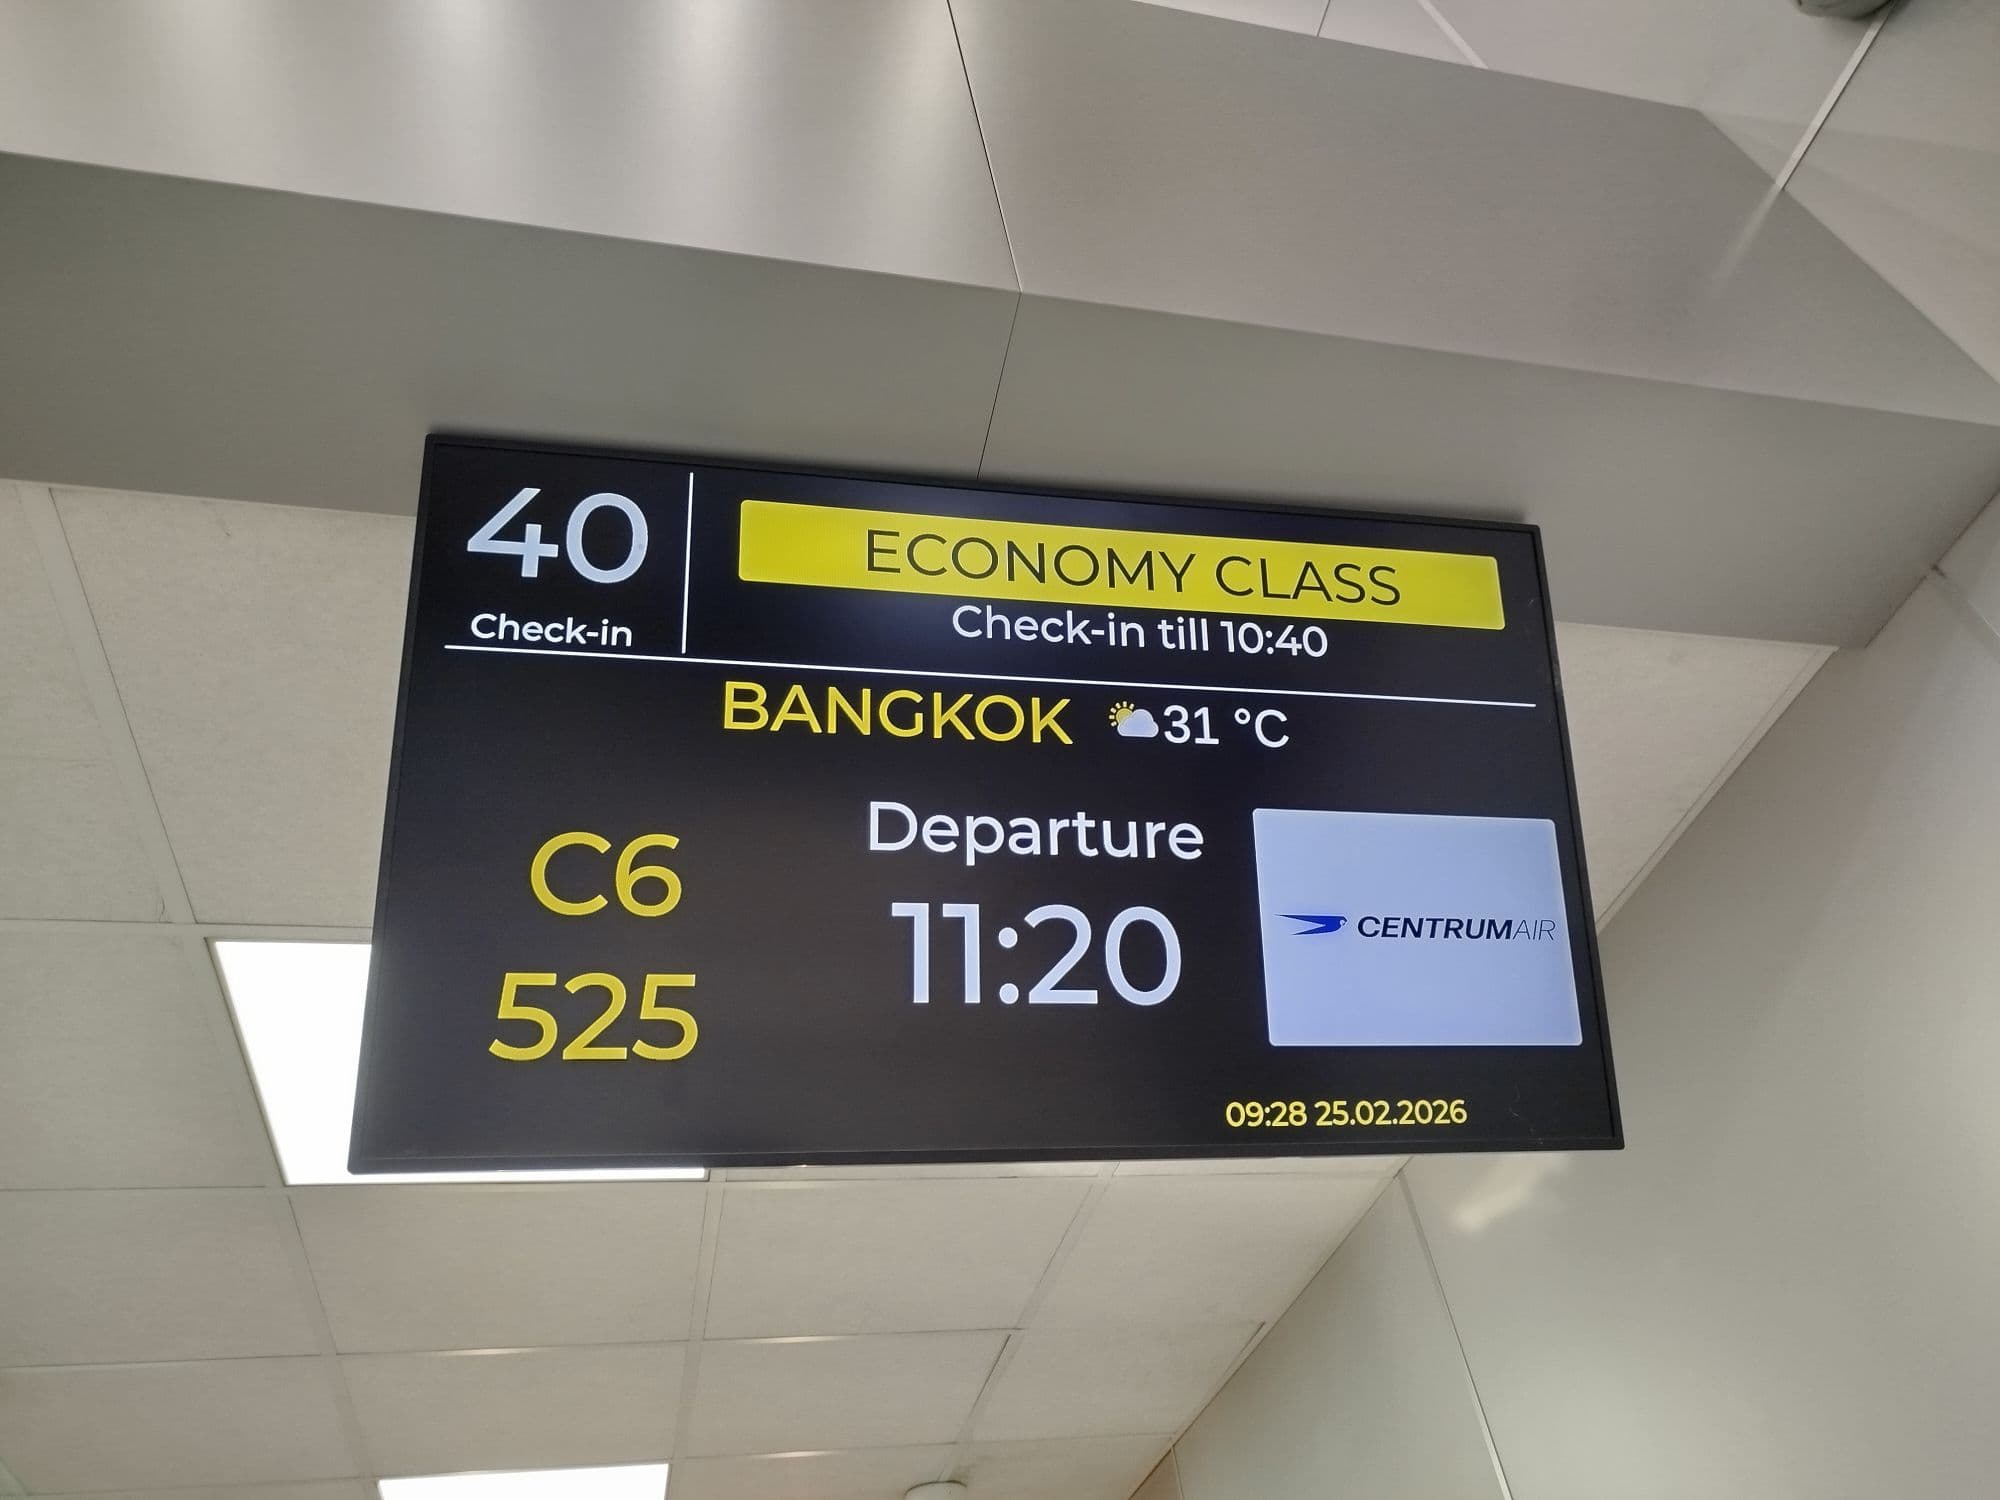 40
Check-in
ECONOMY CLASS
Check-in till 10:40
BANGKOK 31 °C
C6
525
Departure
11:20
CENTRUMAIR
09:28 25.02.2026